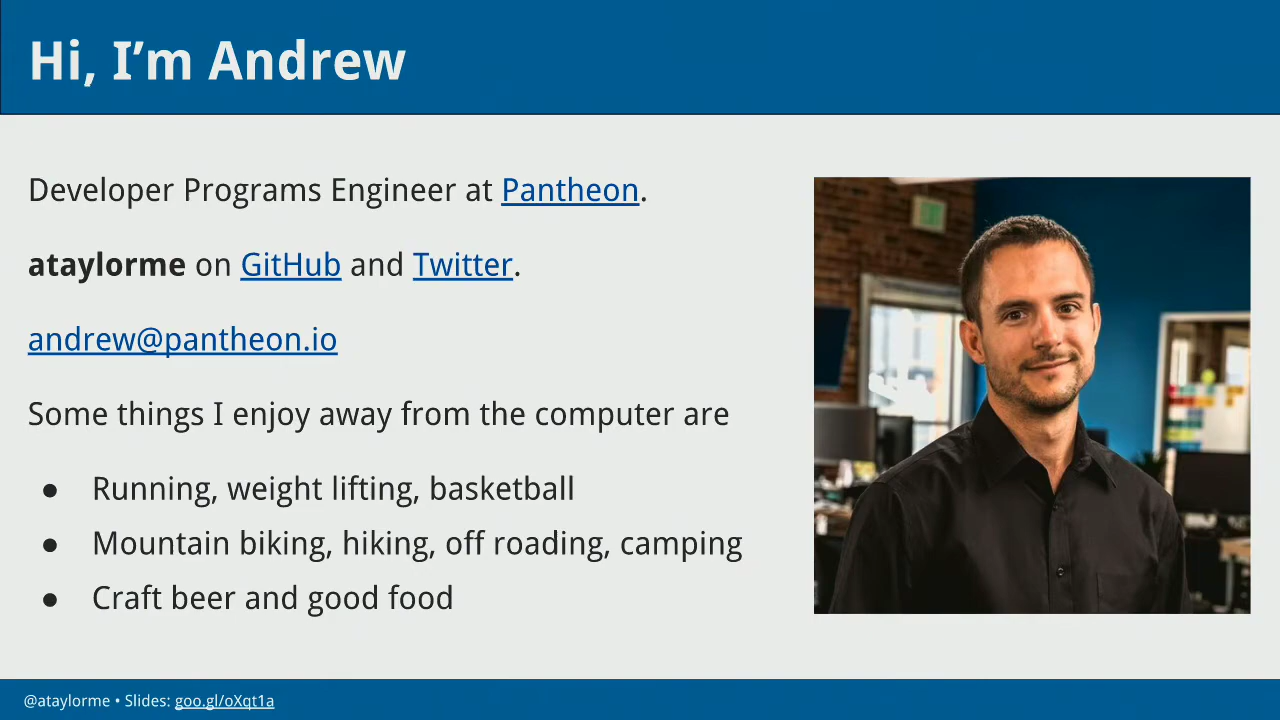 Hi, I’m Andrew
Developer Programs Engineer at Pantheon.
ataylorme on GitHub and Twitter.
andrew@pantheon.io
Some things I enjoy away from the computer are
● Running, weight lifting, basketball
● Mountain biking, hiking, off roading, camping
● Craft beer and good food
@ataylorme • Slides: goo.gl/oXqt1a